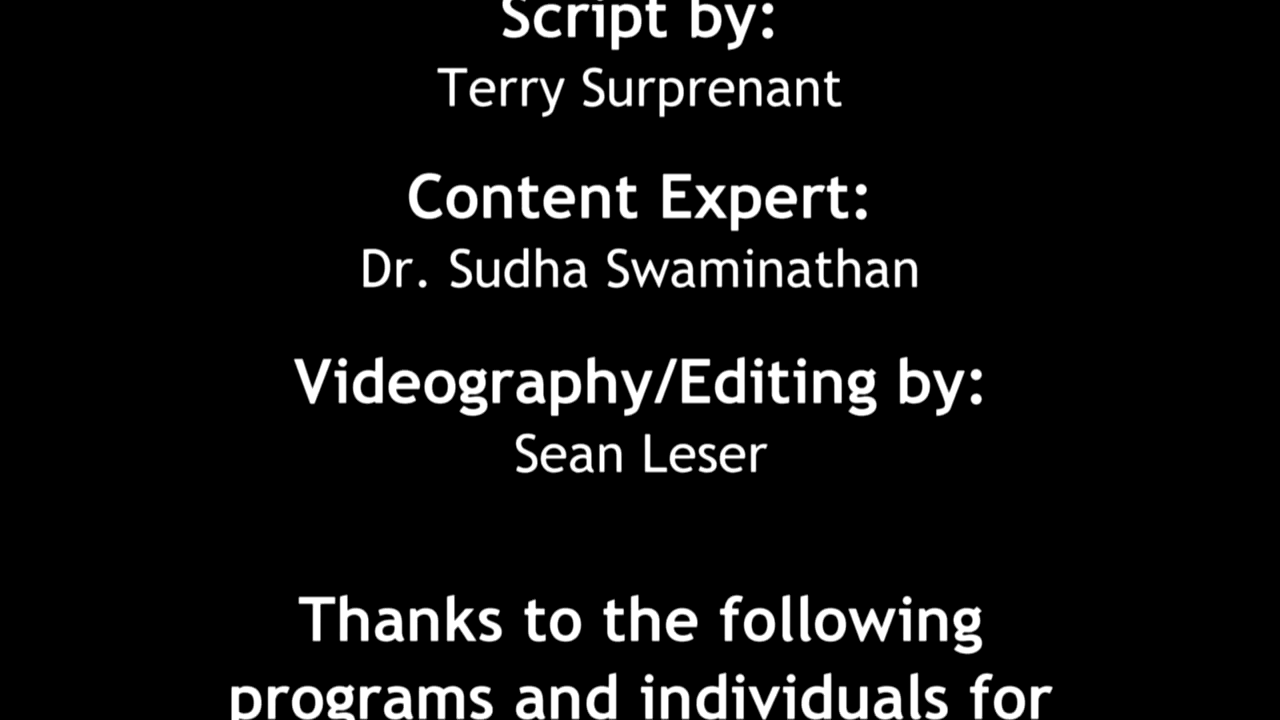 Script by:
Terry Surprenant
Content Expert:
Dr. Sudha Swaminathan
Videography/Editing by:
Sean Leser
Thanks to the following
programs and individuals for